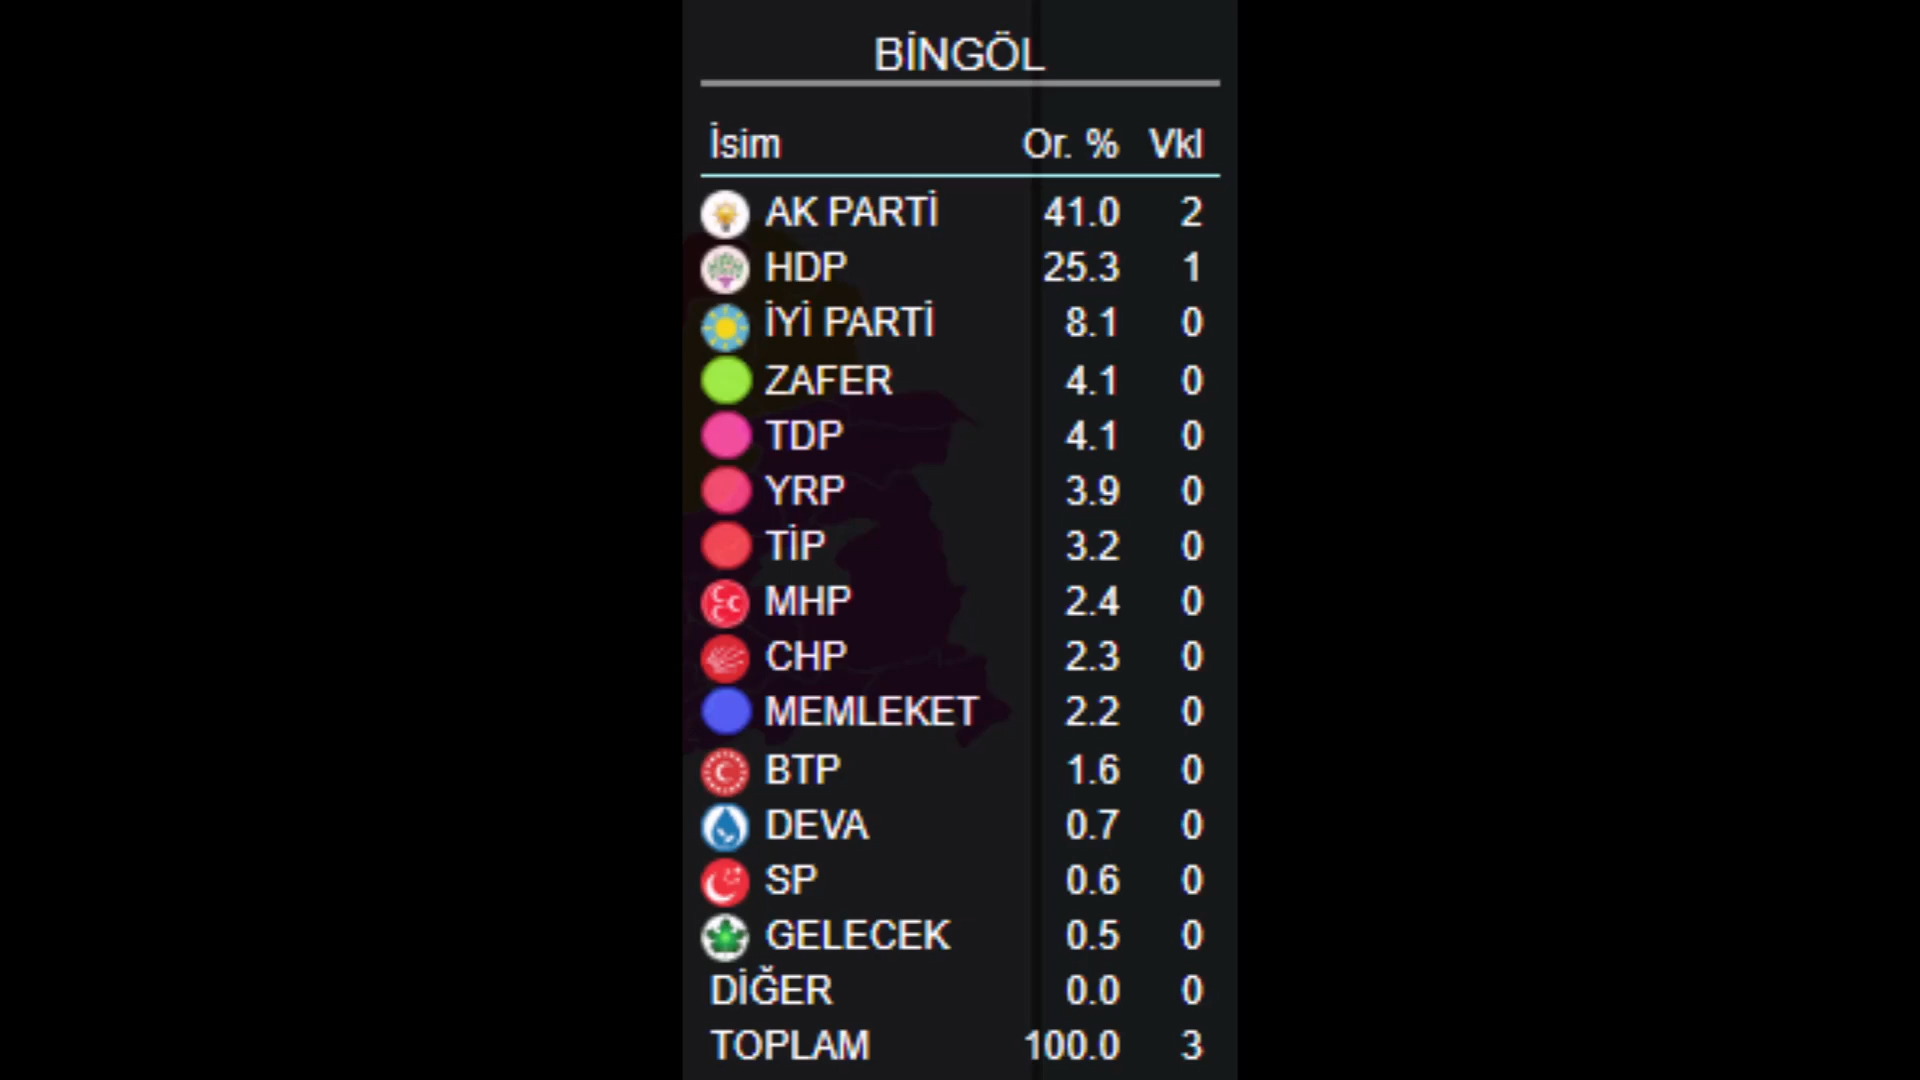 BİNGÖL
İsim Or. % Vkl
AK PARTİ 41.0 2
HDP 25.3 1
İYİ PARTİ 8.1 0
ZAFER 4.1 0
TDP 4.1 0
YRP 3.9 0
TİP 3.2 0
MHP 2.4 0
CHP 2.3 0
MEMLEKET 2.2 0
BTP 1.6 0
DEVA 0.7 0
SP 0.6 0
GELECEK 0.5 0
DİĞER 0.0 0
TOPLAM 100.0 3